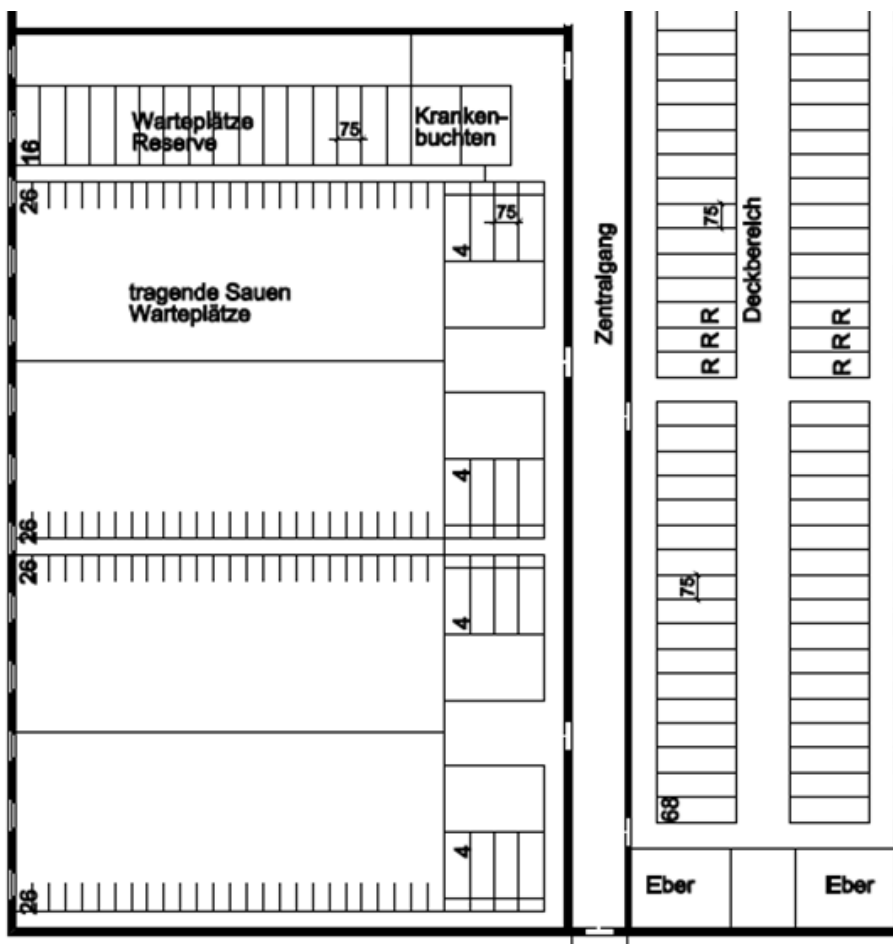 Warteplätze
Reserve
75
Kranken-
buchten
16
26
75
4
tragende Sauen
Warteplätze
4
26
26
4
4
26
Zentralgang
75
Deckbereich
R
R
R
R
R
R
75
68
Eber
Eber